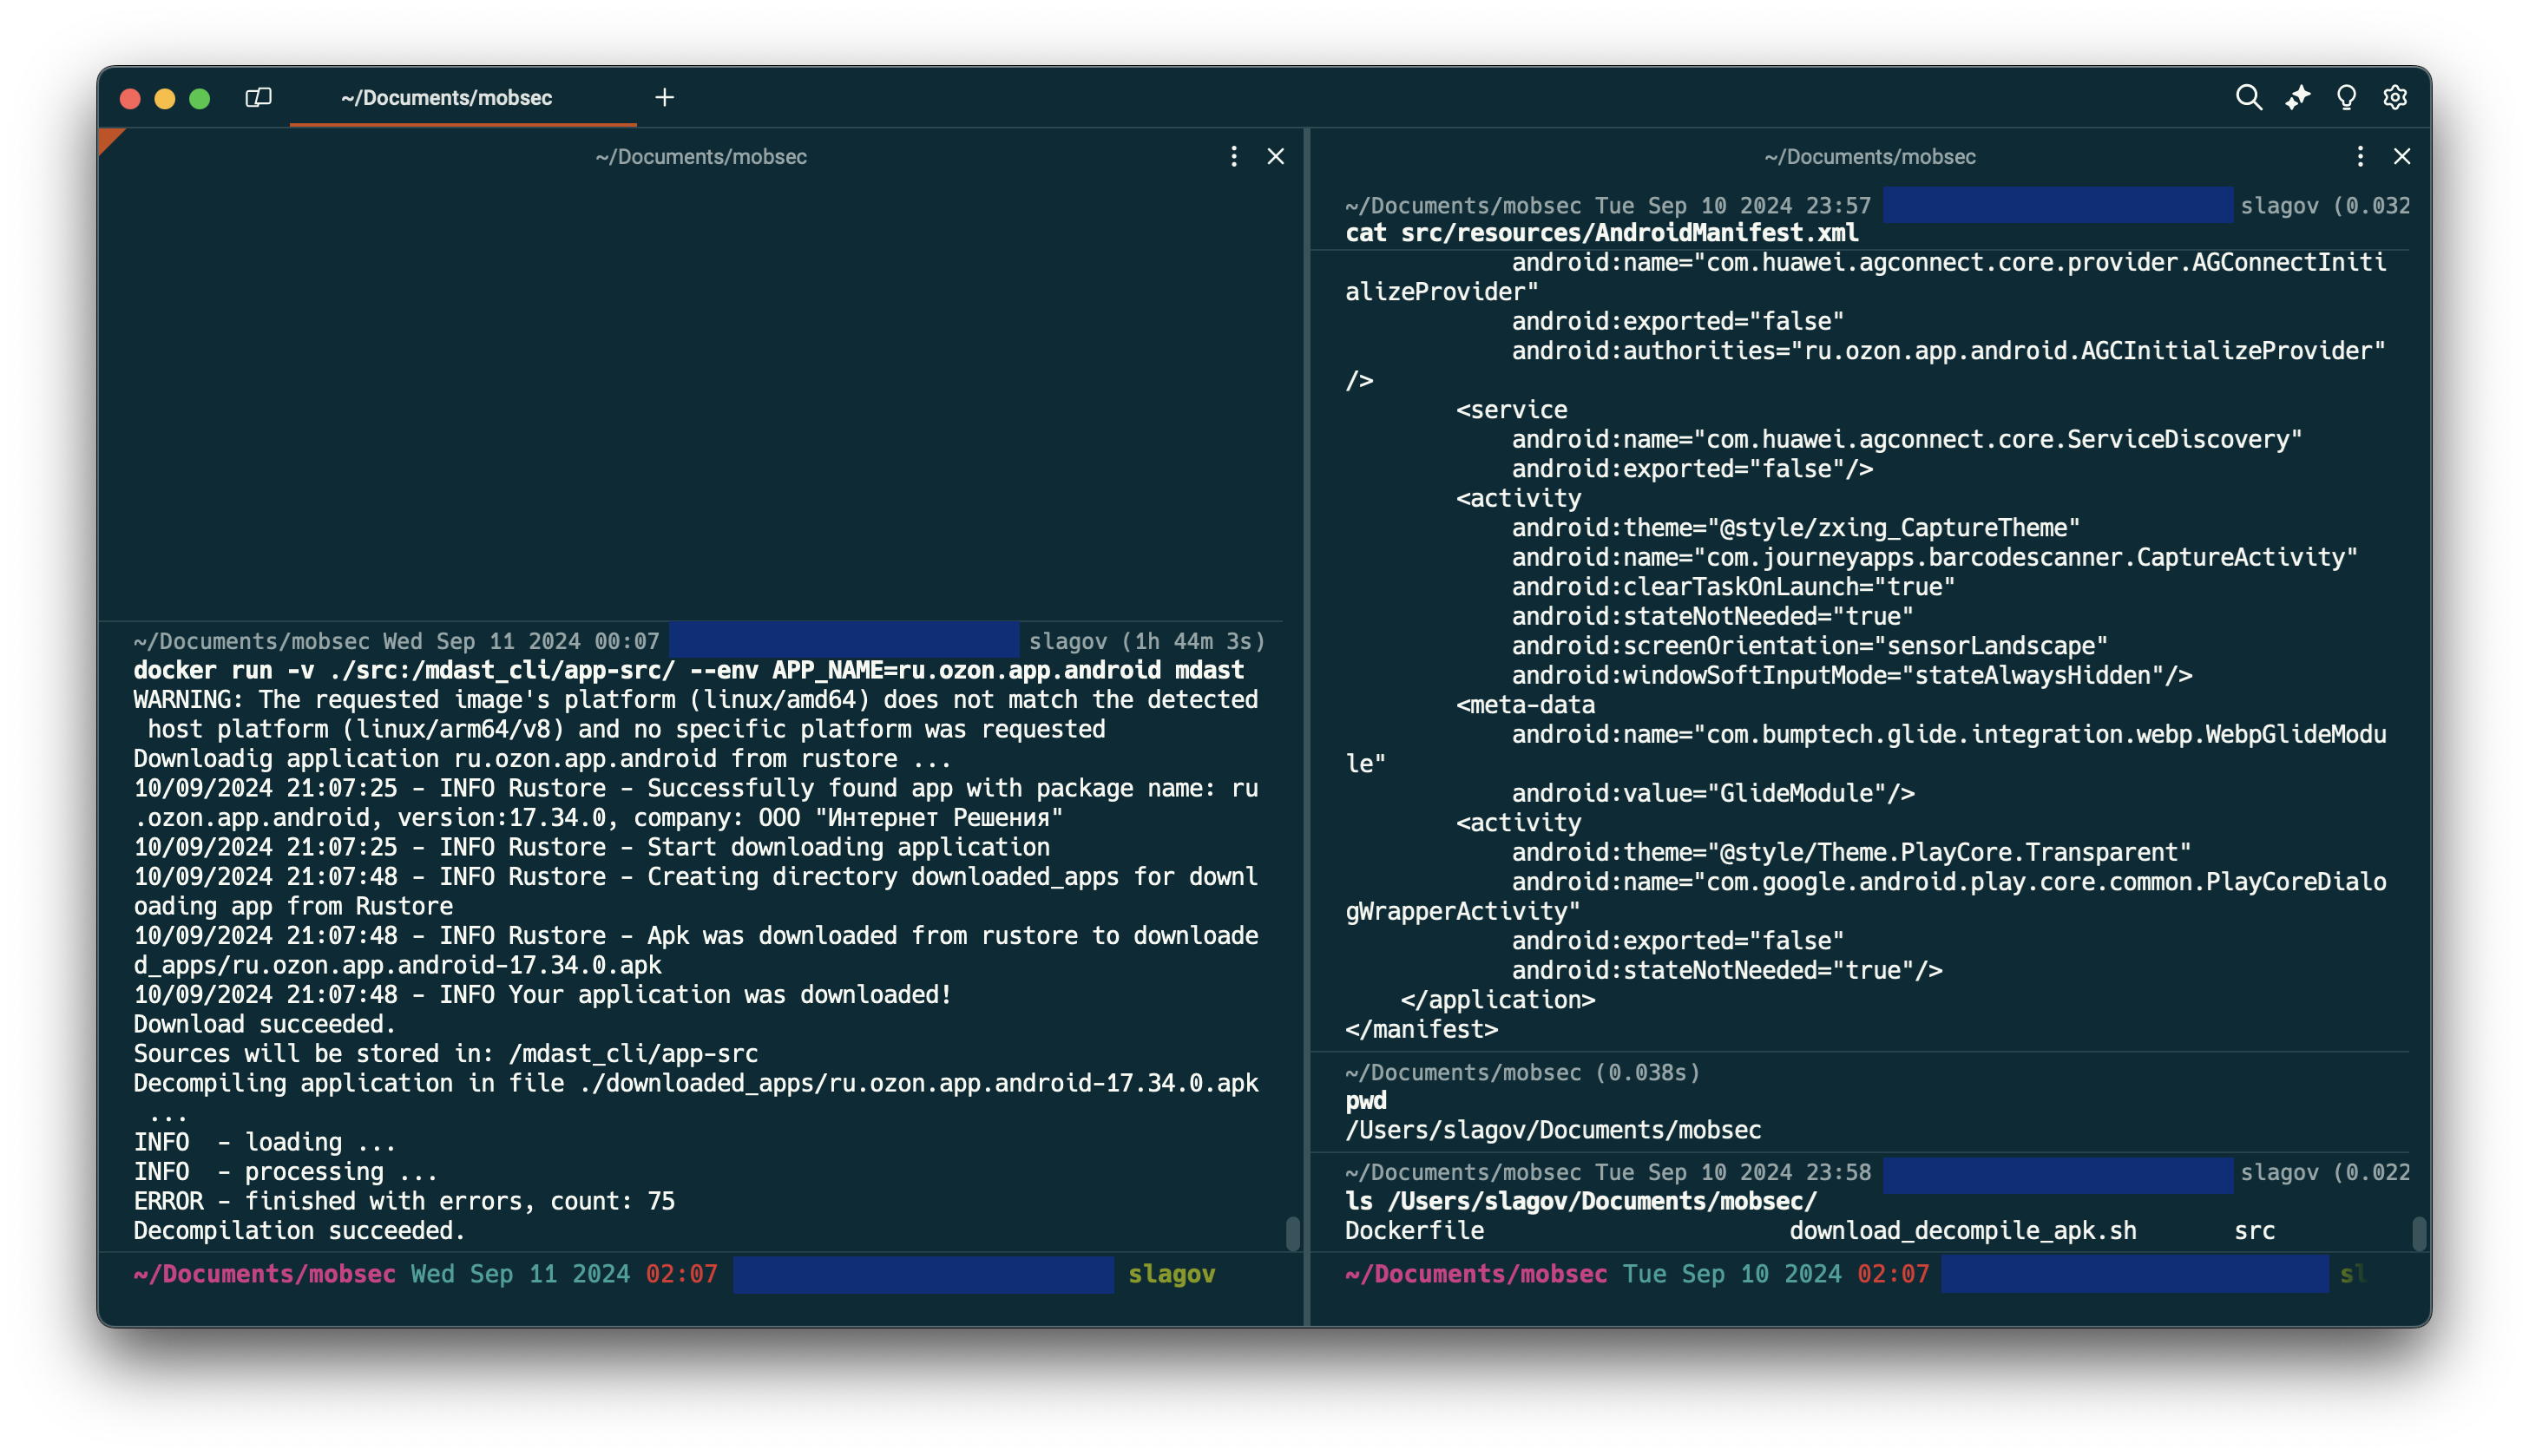 ~/Documents/mobsec
~/Documents/mobsec
~/Documents/mobsec Wed Sep 11 2024 00:07 slagov (1h 44m 3s)
docker run -v ./src:/mdast_cli/app-src/ --env APP_NAME=ru.ozon.app.android mdast
WARNING: The requested image's platform (linux/amd64) does not match the detected
host platform (linux/arm64/v8) and no specific platform was requested
Downloadig application ru.ozon.app.android from rustore ...
10/09/2024 21:07:25 - INFO Rustore - Successfully found app with package name: ru
.ozon.app.android, version:17.34.0, company: ООО "Интернет Решения"
10/09/2024 21:07:25 - INFO Rustore - Start downloading application
10/09/2024 21:07:48 - INFO Rustore - Creating directory downloaded_apps for downl
oading app from Rustore
10/09/2024 21:07:48 - INFO Rustore - Apk was downloaded from rustore to downloade
d_apps/ru.ozon.app.android-17.34.0.apk
10/09/2024 21:07:48 - INFO Your application was downloaded!
Download succeeded.
Sources will be stored in: /mdast_cli/app-src
Decompiling application in file ./downloaded_apps/ru.ozon.app.android-17.34.0.apk
...
INFO  - loading ...
INFO  - processing ...
ERROR - finished with errors, count: 75
Decompilation succeeded.
~/Documents/mobsec Wed Sep 11 2024 02:07 slagov
~/Documents/mobsec
~/Documents/mobsec Tue Sep 10 2024 23:57 slagov (0.032
cat src/resources/AndroidManifest.xml
android:name="com.huawei.agconnect.core.provider.AGConnectIniti
alizeProvider"
android:exported="false"
android:authorities="ru.ozon.app.android.AGCInitializeProvider"
/>
<service
android:name="com.huawei.agconnect.core.ServiceDiscovery"
android:exported="false"/>
<activity
android:theme="@style/zxing_CaptureTheme"
android:name="com.journeyapps.barcodescanner.CaptureActivity"
android:clearTaskOnLaunch="true"
android:stateNotNeeded="true"
android:screenOrientation="sensorLandscape"
android:windowSoftInputMode="stateAlwaysHidden"/>
<meta-data
android:name="com.bumptech.glide.integration.webp.WebpGlideModu
le"
android:value="GlideModule"/>
<activity
android:theme="@style/Theme.PlayCore.Transparent"
android:name="com.google.android.play.core.common.PlayCoreDialo
gWrapperActivity"
android:exported="false"
android:stateNotNeeded="true"/>
</application>
</manifest>
~/Documents/mobsec (0.038s)
pwd
/Users/slagov/Documents/mobsec
~/Documents/mobsec Tue Sep 10 2024 23:58 slagov (0.022
ls /Users/slagov/Documents/mobsec/
Dockerfile download_decompile_apk.sh src
~/Documents/mobsec Tue Sep 10 2024 02:07 sl